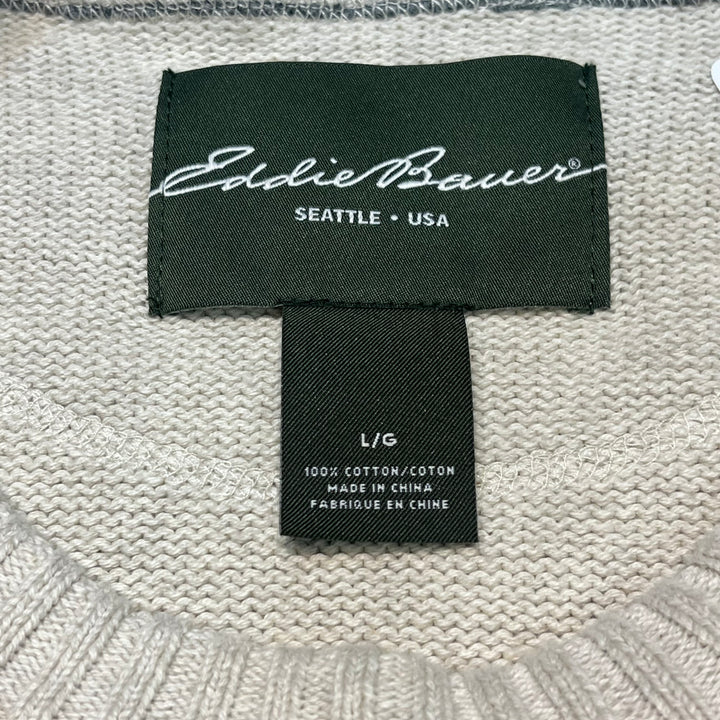 Eddie Bauer®
SEATTLE • USA
L/G
100% COTTON/COTON
MADE IN CHINA
FABRIQUE EN CHINE